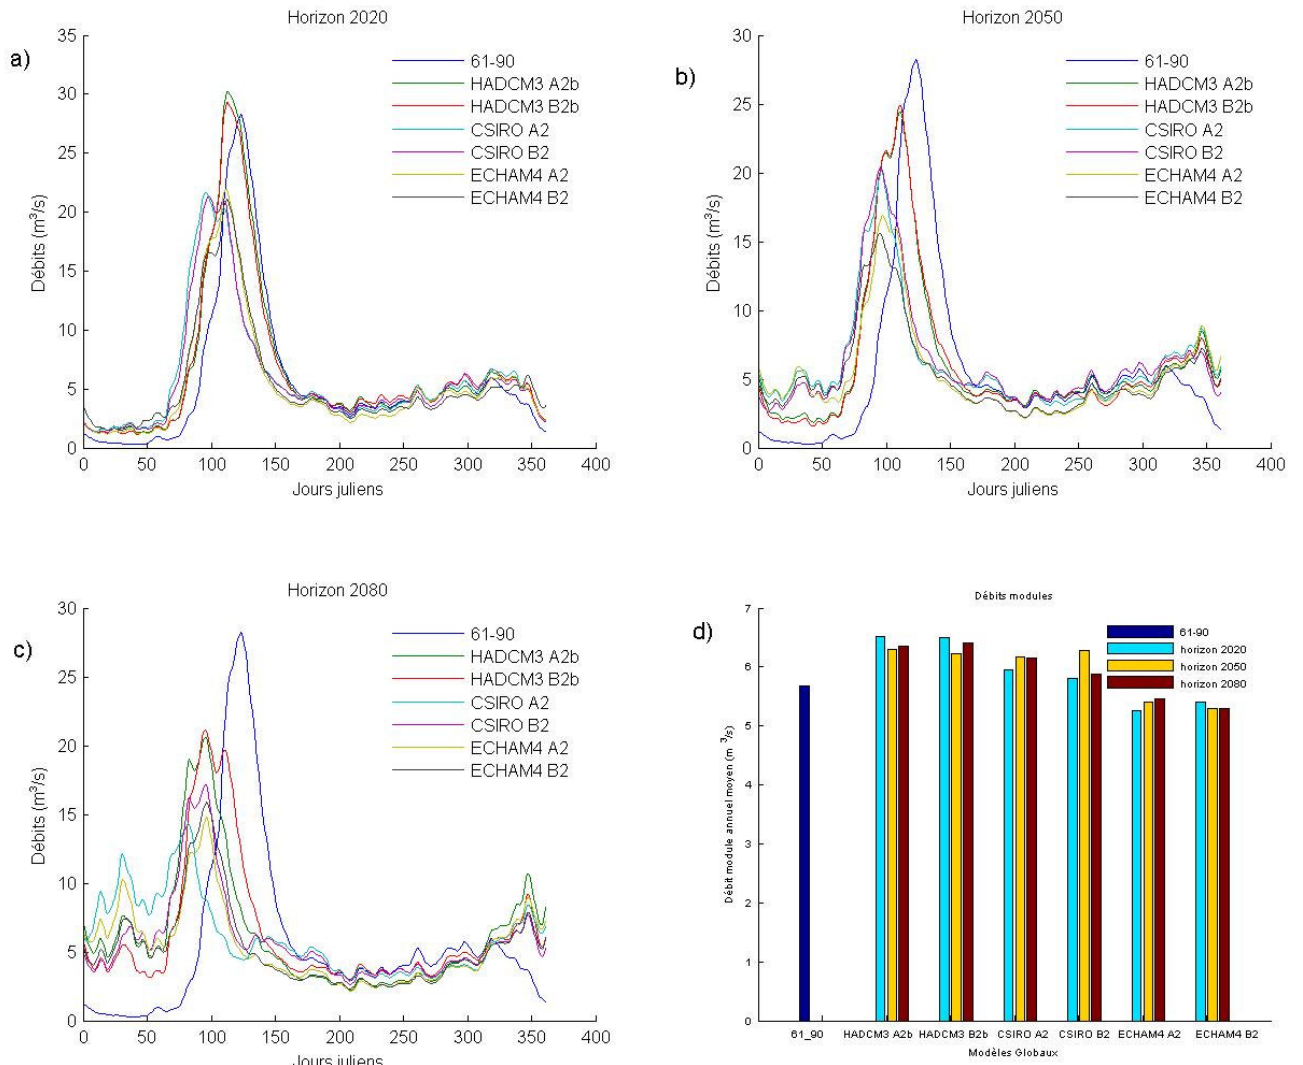 Horizon 2020
a)
35
30
25
20
15
10
5
0
Débits (m³/s)
61-90
HADCM3 A2b
HADCM3 B2b
CSIRO A2
CSIRO B2
ECHAM4 A2
ECHAM4 B2
0 50 100 150 200 250 300 350 400
Jours juliens
Horizon 2050
b)
30
25
20
15
10
5
0
Débits (m³/s)
61-90
HADCM3 A2b
HADCM3 B2b
CSIRO A2
CSIRO B2
ECHAM4 A2
ECHAM4 B2
0 50 100 150 200 250 300 350 400
Jours juliens
Horizon 2080
c)
30
25
20
15
10
5
0
Débits (m³/s)
61-90
HADCM3 A2b
HADCM3 B2b
CSIRO A2
CSIRO B2
ECHAM4 A2
ECHAM4 B2
0 50 100 150 200 250 300 350 400
Jours juliens
Débits modules
d)
7
6
5
4
3
2
1
0
Débit module annuel moyen (m³/s)
61-90
horizon 2020
horizon 2050
horizon 2080
61_90 HADCM3 A2b HADCM3 B2b CSIRO A2 CSIRO B2 ECHAM4 A2 ECHAM4 B2
Modèles Globaux